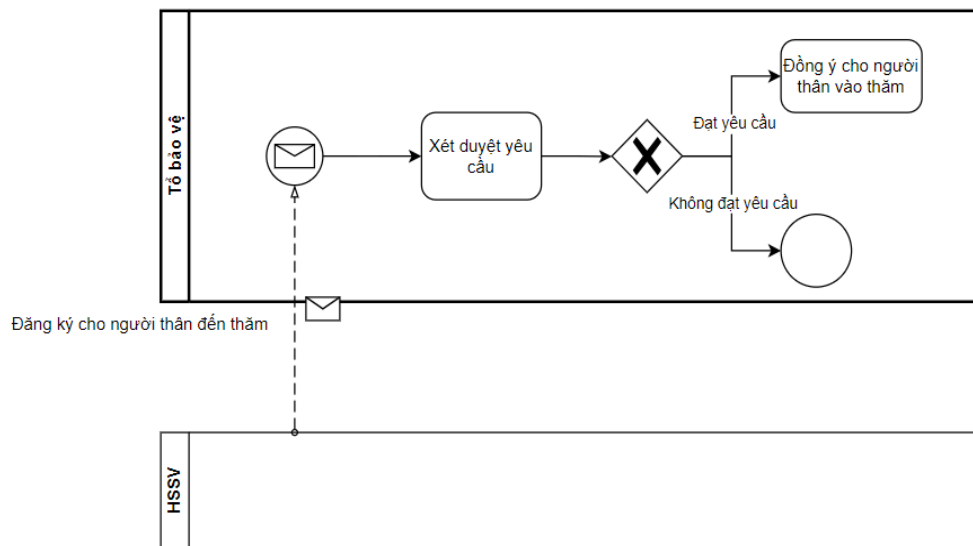 Tổ bảo vệ
Xét duyệt yêu
cầu
Đồng ý cho người
thân vào thăm
Đạt yêu cầu
Không đạt yêu cầu
Đăng ký cho người thân đến thăm
HSSV